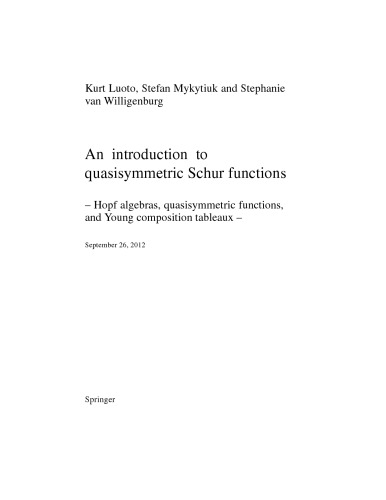 Kurt Luoto, Stefan Mykytiuk and Stephanie
van Willigenburg
An introduction to
quasisymmetric Schur functions
– Hopf algebras, quasisymmetric functions,
and Young composition tableaux –
September 26, 2012
Springer